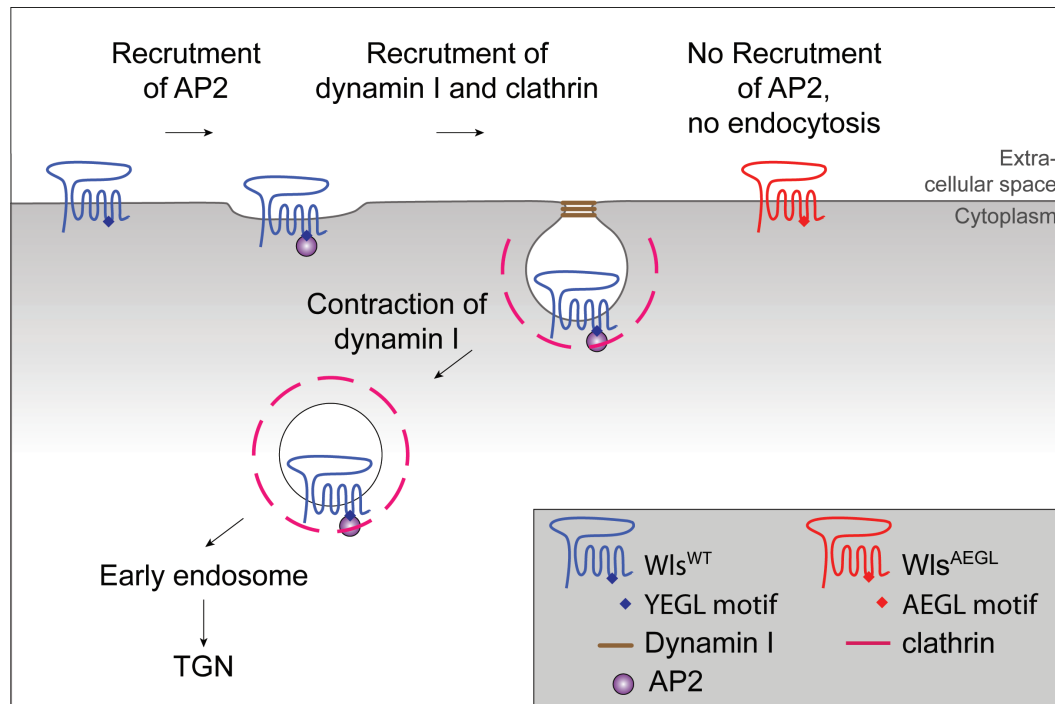 Recrutment
of AP2
Recrutment of
dynamin I and clathrin
No Recrutment
of AP2,
no endocytosis
Extra-
cellular space
Cytoplasm
Contraction of
dynamin I
Early endosome
TGN
Wls^WT
Wls^AEGL
YEGL motif
AEGL motif
Dynamin I
clathrin
AP2